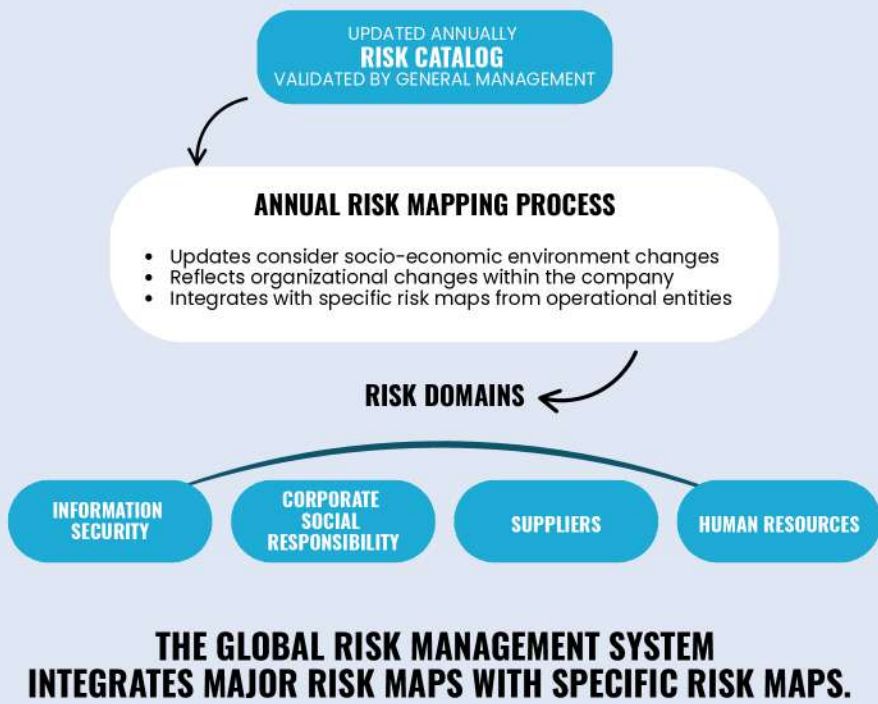 UPDATED ANNUALLY
RISK CATALOG
VALIDATED BY GENERAL MANAGEMENT
ANNUAL RISK MAPPING PROCESS
• Updates consider socio-economic environment changes
• Reflects organizational changes within the company
• Integrates with specific risk maps from operational entities
RISK DOMAINS
INFORMATION
SECURITY
CORPORATE
SOCIAL
RESPONSIBILITY
SUPPLIERS
HUMAN RESOURCES
THE GLOBAL RISK MANAGEMENT SYSTEM
INTEGRATES MAJOR RISK MAPS WITH SPECIFIC RISK MAPS.